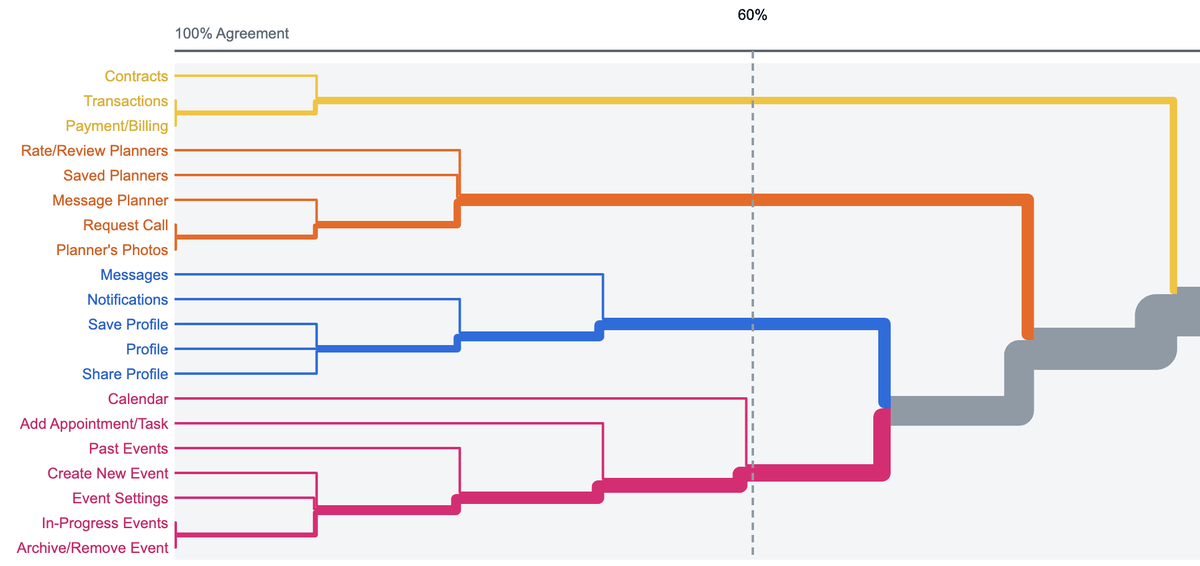 60%
100% Agreement
Contracts
Transactions
Payment/Billing
Rate/Review Planners
Saved Planners
Message Planner
Request Call
Planner's Photos
Messages
Notifications
Save Profile
Profile
Share Profile
Calendar
Add Appointment/Task
Past Events
Create New Event
Event Settings
In-Progress Events
Archive/Remove Event